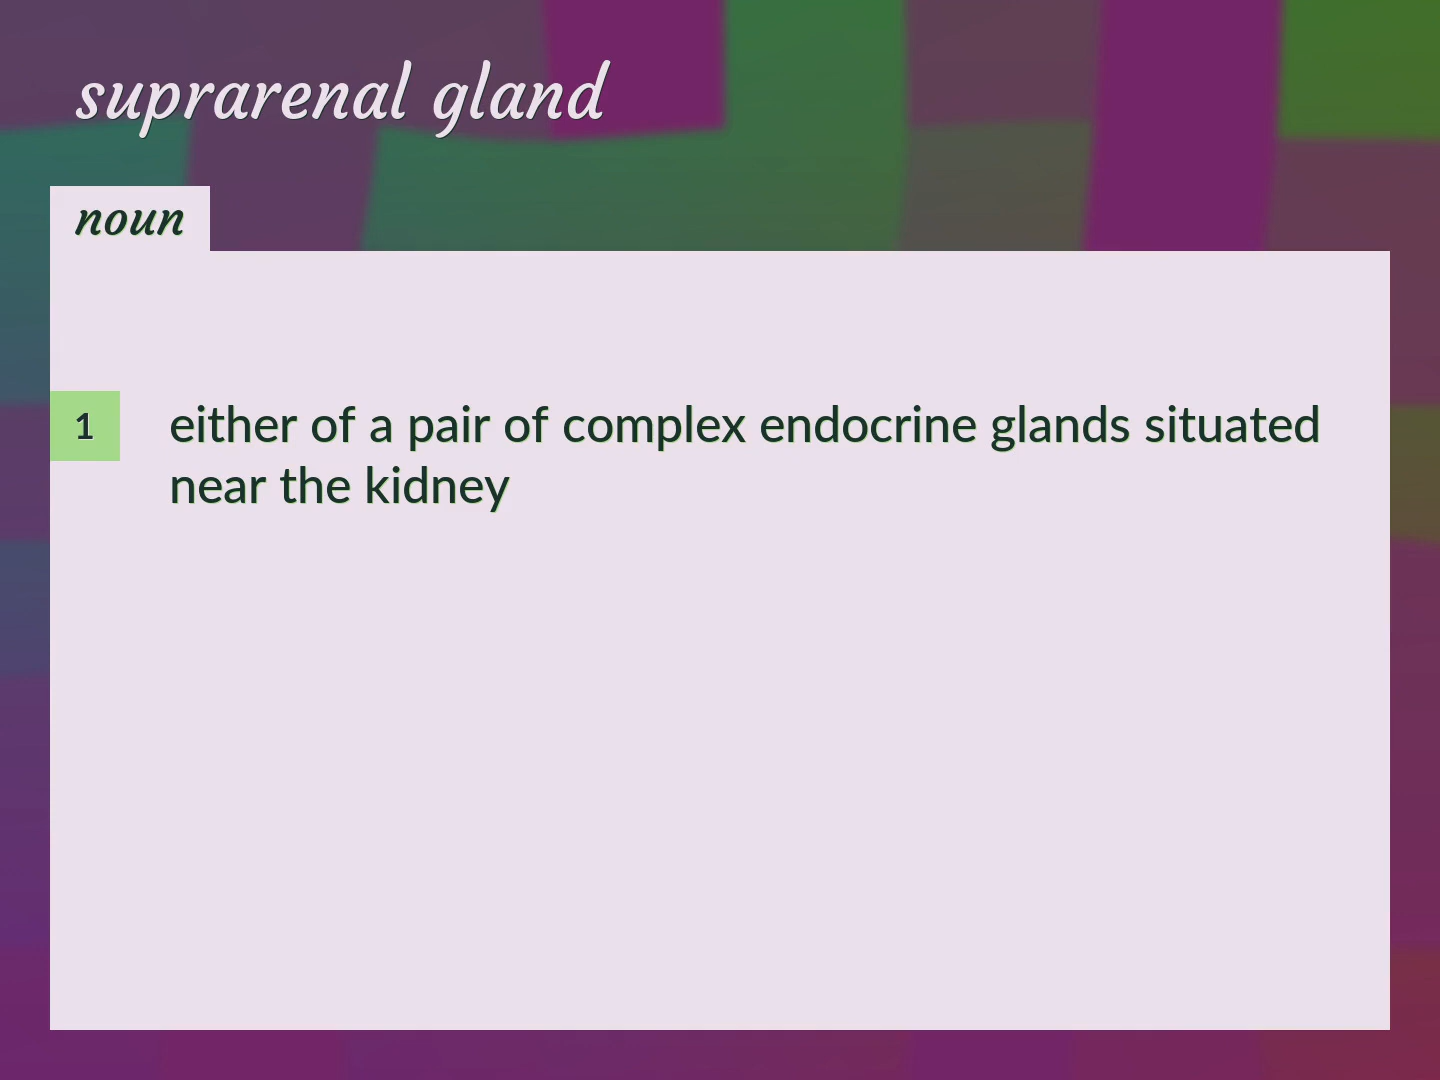 suprarenal gland
noun
1 either of a pair of complex endocrine glands situated
near the kidney